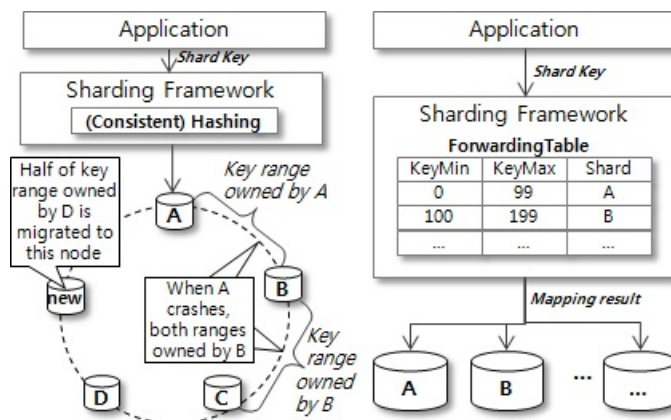 Application
Shard Key
Sharding Framework
(Consistent) Hashing
Half of key
range owned
by D is
migrated to
this node
Key range
owned by A
A
new
B
When A
crashes,
both ranges
owned by B
Key
range
owned
by B
D
C
Application
Shard Key
Sharding Framework
ForwardingTable
KeyMin KeyMax Shard
0 99 A
100 199 B
... ... ...
Mapping result
A B ... ...